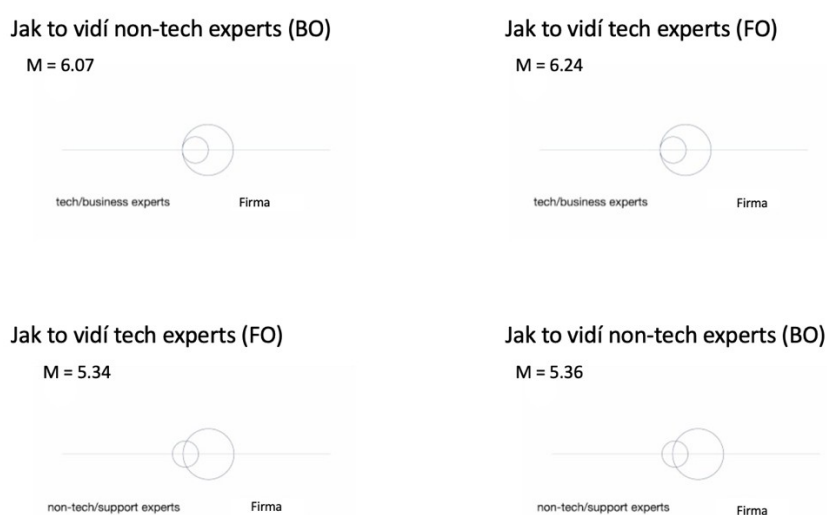 Jak to vidí non-tech experts (BO)
M = 6.07
tech/business experts
Firma
Jak to vidí tech experts (FO)
M = 6.24
tech/business experts
Firma
Jak to vidí tech experts (FO)
M = 5.34
non-tech/support experts
Firma
Jak to vidí non-tech experts (BO)
M = 5.36
non-tech/support experts
Firma